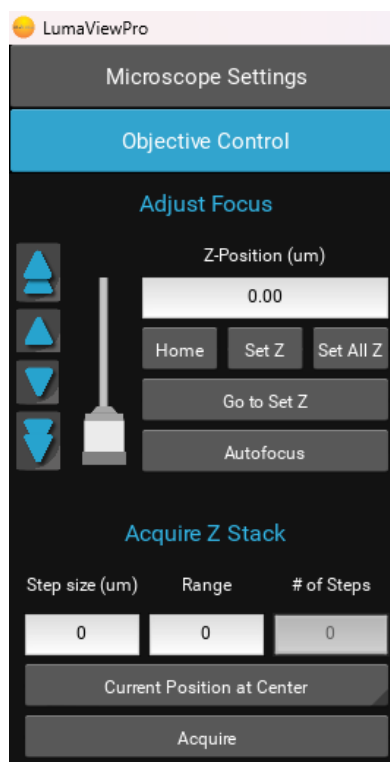 LumaViewPro
Microscope Settings
Objective Control
Adjust Focus
Z-Position (um)
0.00
Home Set Z Set All Z
Go to Set Z
Autofocus
Acquire Z Stack
Step size (um) Range # of Steps
0 0 0
Current Position at Center
Acquire